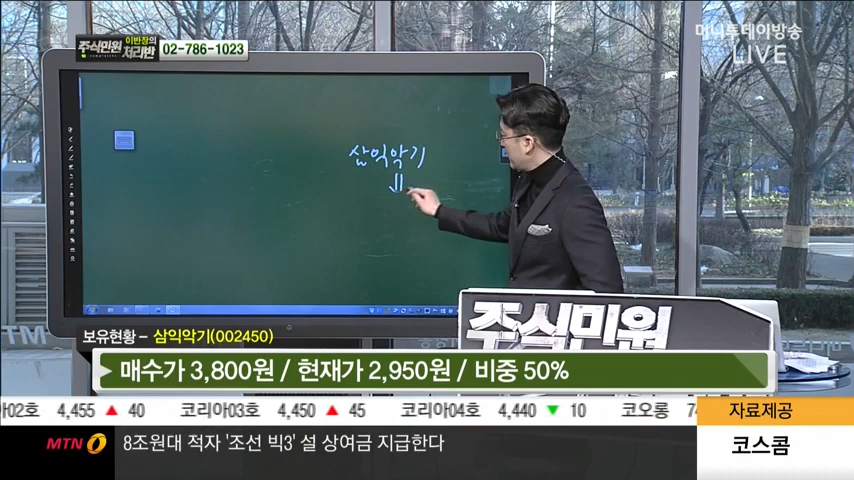 주식민원
이반장의
처리반
02-786-1023
머니투데이방송
LIVE
삼익악기
TM
주식민원
보유현황 - 삼익악기(002450)
매수가 3,800원 / 현재가 2,950원 / 비중 50%
아02호 4,455 ▲ 40 코리아03호 4,450 ▲ 45 코리아04호 4,440 ▼ 10 코오롱
자료제공
MTN
8조원대 적자 '조선 빅3' 설 상여금 지급한다
코스콤